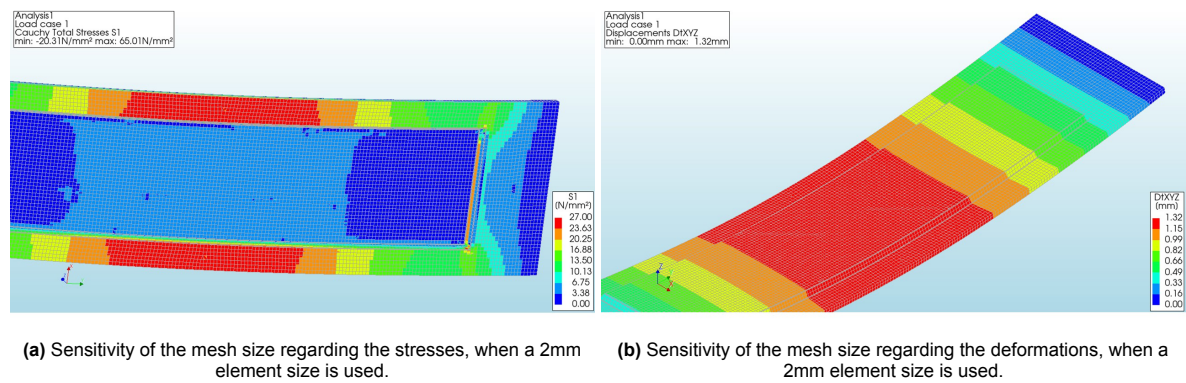 Analysis1
Load case 1
Cauchy Total Stresses S1
min: -20.31N/mm² max: 65.01N/mm²
S1
(N/mm²)
27.00
23.63
20.25
16.88
13.50
10.13
6.75
3.38
0.00
Analysis1
Load case 1
Displacements DtXYZ
min: 0.00mm max: 1.32mm
Z
X
DtXYZ
(mm)
1.32
1.15
0.99
0.82
0.66
0.49
0.33
0.16
0.00
(a) Sensitivity of the mesh size regarding the stresses, when a 2mm
element size is used.
(b) Sensitivity of the mesh size regarding the deformations, when a
2mm element size is used.